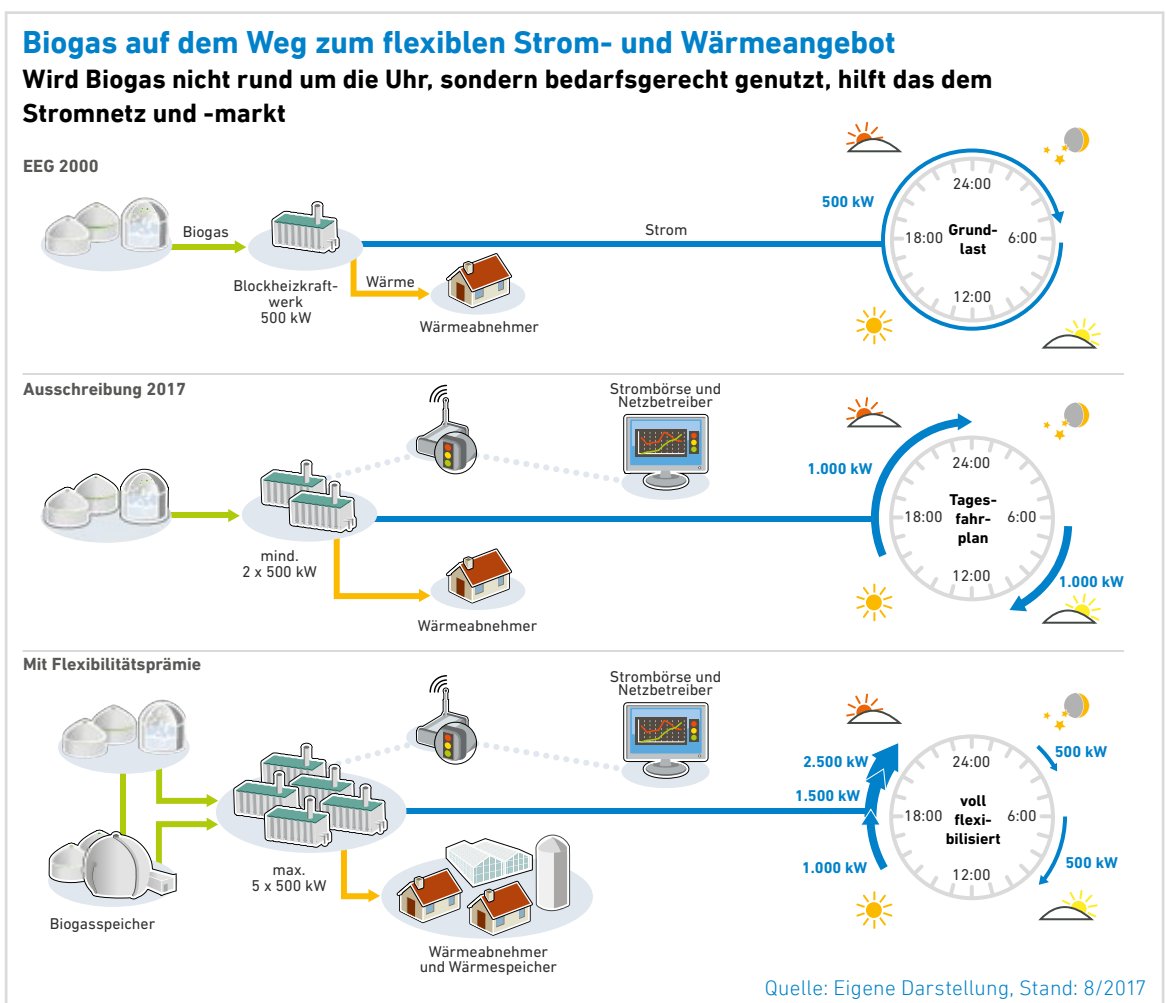 Biogas auf dem Weg zum flexiblen Strom- und Wärmeangebot
Wird Biogas nicht rund um die Uhr, sondern bedarfsgerecht genutzt, hilft das dem
Stromnetz und -markt
EEG 2000
Biogas
Blockheizkraft-
werk
500 kW
Wärme
Wärmeabnehmer
Strom
500 kW
24:00
18:00
Grund-
last
6:00
12:00
Ausschreibung 2017
mind.
2 x 500 kW
Wärmeabnehmer
Strombörse und
Netzbetreiber
1.000 kW
24:00
18:00
Tages-
fahr-
plan
6:00
12:00
1.000 kW
Mit Flexibilitätsprämie
Biogasspeicher
max.
5 x 500 kW
Wärmeabnehmer
und Wärmespeicher
Strombörse und
Netzbetreiber
2.500 kW
1.500 kW
1.000 kW
24:00
18:00
voll
flexi-
bilisiert
6:00
12:00
500 kW
500 kW
Quelle: Eigene Darstellung, Stand: 8/2017